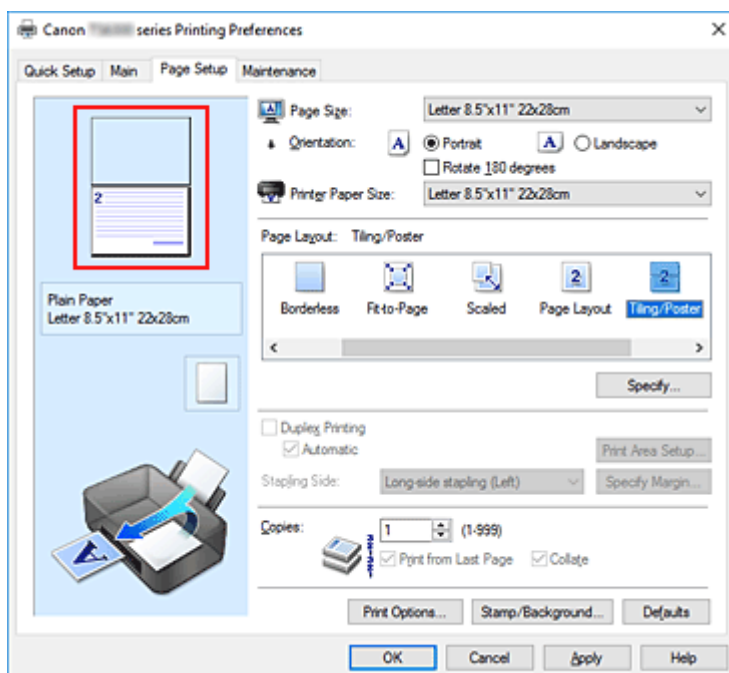 Canon series Printing Preferences
Quick Setup Main Page Setup Maintenance
2
Plain Paper
Letter 8.5"x11" 22x28cm
A
Page Size: Letter 8.5"x11" 22x28cm
Orientation: A Portrait A Landscape
Rotate 180 degrees
Printer Paper Size: Letter 8.5"x11" 22x28cm
Page Layout: Tiling/Poster
2 2
Borderless Fit-to-Page Scaled Page Layout Tiling/Poster
Specify...
Duplex Printing
Automatic Print Area Setup...
Stapling Side: Long-side stapling (Left) Specify Margin...
Copies: 1 (1-999)
Print from Last Page Collate
Print Options... Stamp/Background... Defaults
OK Cancel Apply Help